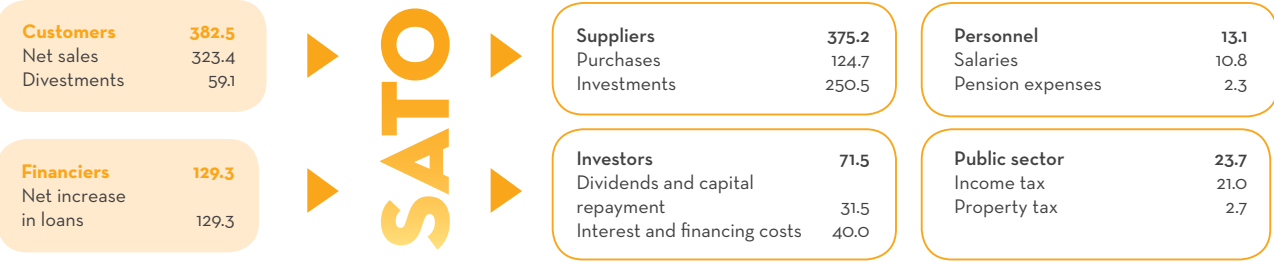 Customers 382.5
Net sales 323.4
Divestments 59.1
Financiers 129.3
Net increase
in loans 129.3
SATO
Suppliers 375.2
Purchases 124.7
Investments 250.5
Investors 71.5
Dividends and capital
repayment 31.5
Interest and financing costs 40.0
Personnel 13.1
Salaries 10.8
Pension expenses 2.3
Public sector 23.7
Income tax 21.0
Property tax 2.7